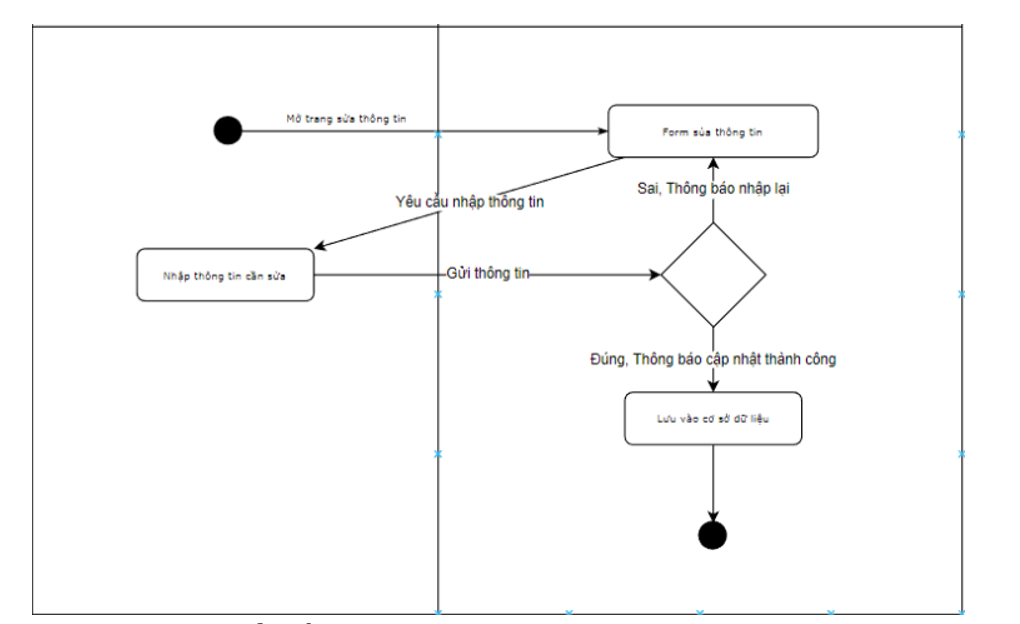 Mở trang sửa thông tin
Form sủa thông tin
Sai, Thông báo nhập lại
Yêu cầu nhập thông tin
Nhập thông tin cần sửa
Gửi thông tin
Đúng, Thông báo cập nhật thành công
Lưu vào cơ sở dữ liệu